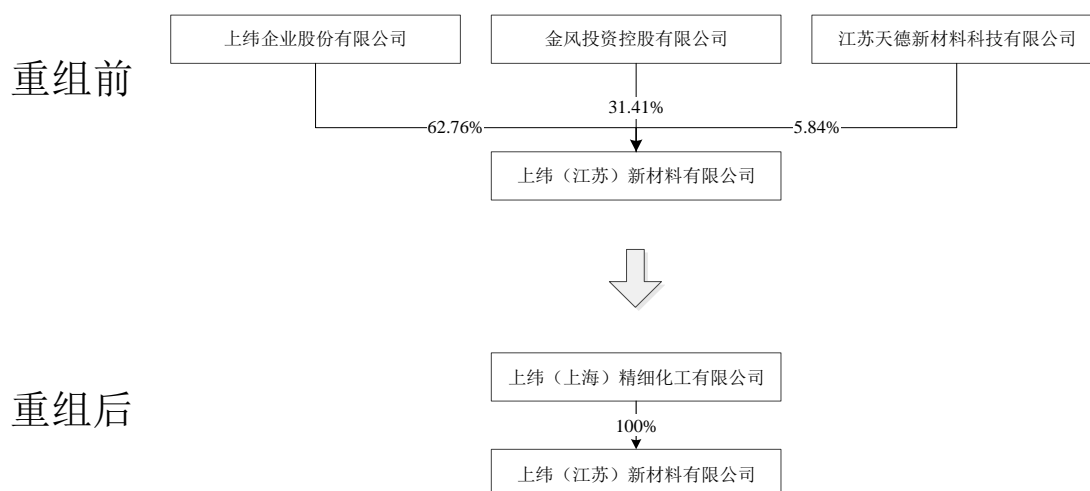 上纬企业股份有限公司
金风投资控股有限公司
江苏天德新材料科技有限公司
重组前
31.41%
62.76%
5.84%
上纬（江苏）新材料有限公司
上纬（上海）精细化工有限公司
重组后
100%
上纬（江苏）新材料有限公司